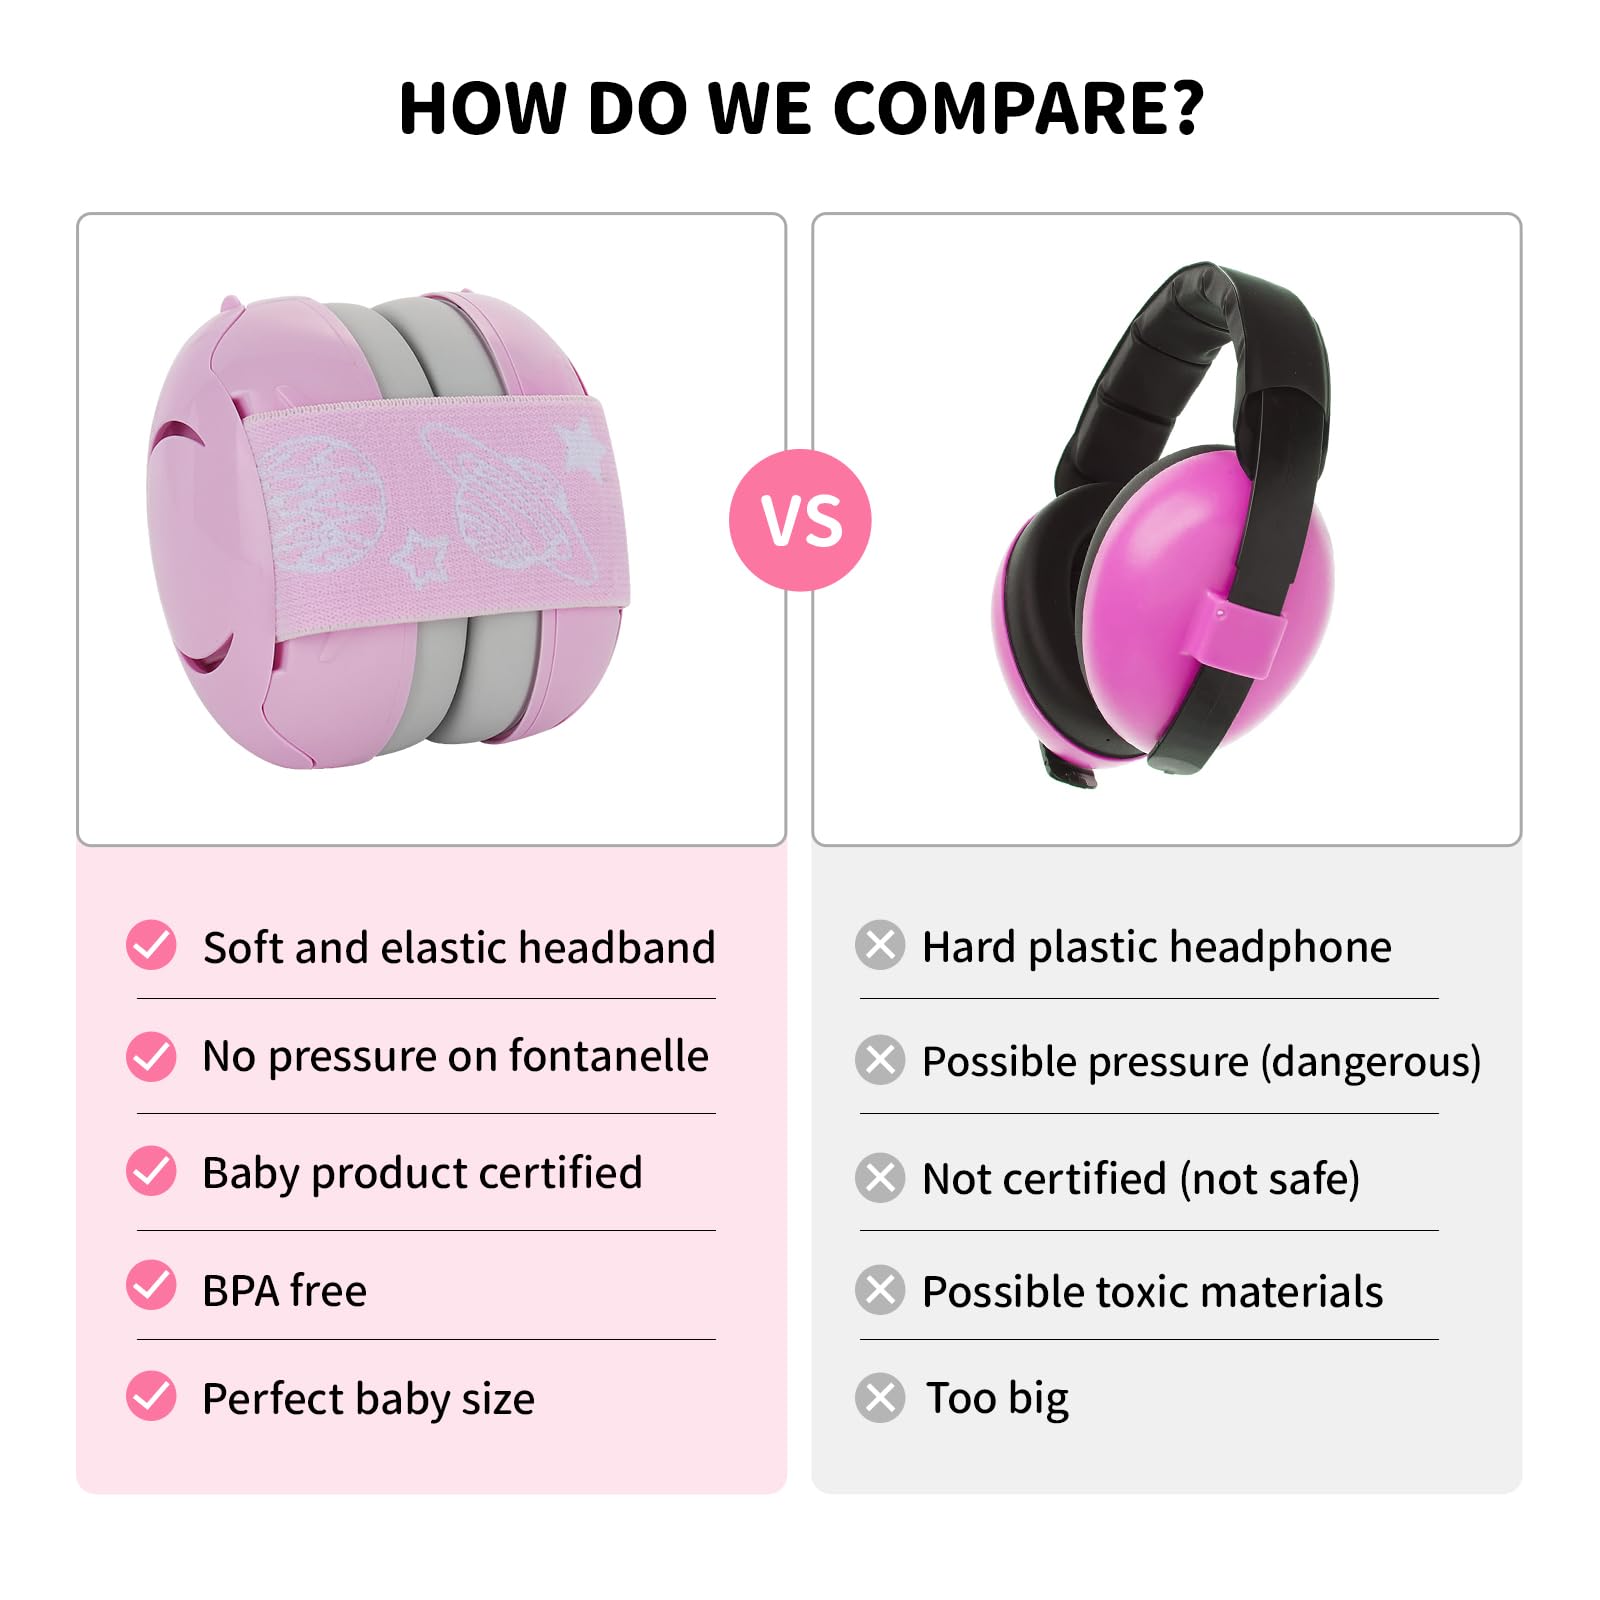 HOW DO WE COMPARE?
VS
Soft and elastic headband
No pressure on fontanelle
Baby product certified
BPA free
Perfect baby size
Hard plastic headphone
Possible pressure (dangerous)
Not certified (not safe)
Possible toxic materials
Too big